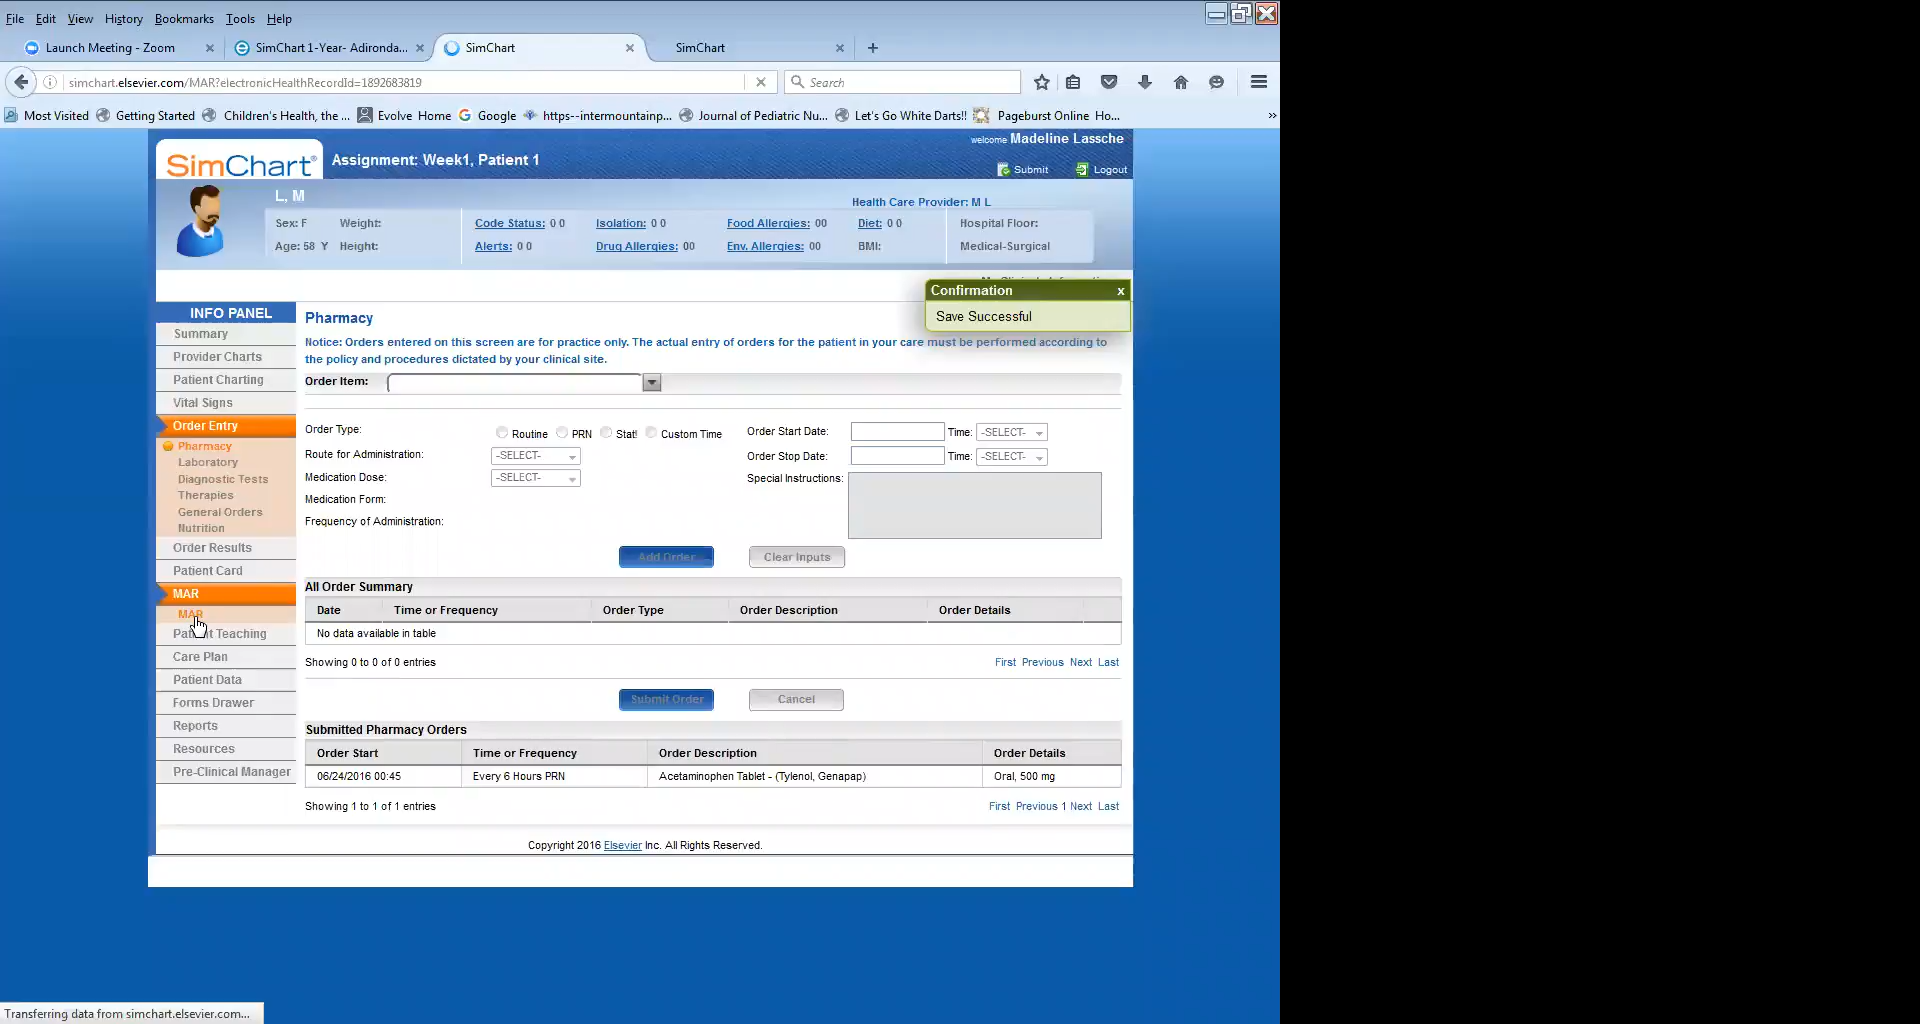 File Edit View History Bookmarks Tools Help
Launch Meeting - Zoom SimChart 1-Year- Adironda... SimChart SimChart
simchart.elsevier.com/MAR?electronicHealthRecordId=1892683819 Search
Most Visited Getting Started Children's Health, the ... Evolve Home Google https--intermountainp... Journal of Pediatric Nu... Let's Go White Darts!! Pageburst Online Ho... »
welcome Madeline Lassche
SimChart® Assignment: Week1, Patient 1
Submit Logout
L, M
Health Care Provider: M L
Sex: F Weight: Code Status: 0 0 Isolation: 0 0 Food Allergies: 00 Diet: 0 0 Hospital Floor:
Age: 58 Y Height: Alerts: 0 0 Drug Allergies: 00 Env. Allergies: 00 BMI: Medical-Surgical
Confirmation x
Save Successful
INFO PANEL
Summary
Provider Charts
Patient Charting
Vital Signs
Order Entry
Pharmacy
Laboratory
Diagnostic Tests
Therapies
General Orders
Nutrition
Order Results
Patient Card
MAR
MAR
Patient Teaching
Care Plan
Patient Data
Forms Drawer
Reports
Resources
Pre-Clinical Manager
Pharmacy
Notice: Orders entered on this screen are for practice only. The actual entry of orders for the patient in your care must be performed according to
the policy and procedures dictated by your clinical site.
Order Item:
Order Type: Routine PRN Stat! Custom Time Order Start Date: Time: -SELECT-
Route for Administration: -SELECT- Order Stop Date: Time: -SELECT-
Medication Dose: -SELECT- Special Instructions:
Medication Form:
Frequency of Administration:
Add Order Clear Inputs
All Order Summary
Date Time or Frequency Order Type Order Description Order Details
No data available in table
Showing 0 to 0 of 0 entries First Previous Next Last
Submit Order Cancel
Submitted Pharmacy Orders
Order Start Time or Frequency Order Description Order Details
06/24/2016 00:45 Every 6 Hours PRN Acetaminophen Tablet - (Tylenol, Genapap) Oral, 500 mg
Showing 1 to 1 of 1 entries First Previous 1 Next Last
Copyright 2016 Elsevier Inc. All Rights Reserved.
Transferring data from simchart.elsevier.com...